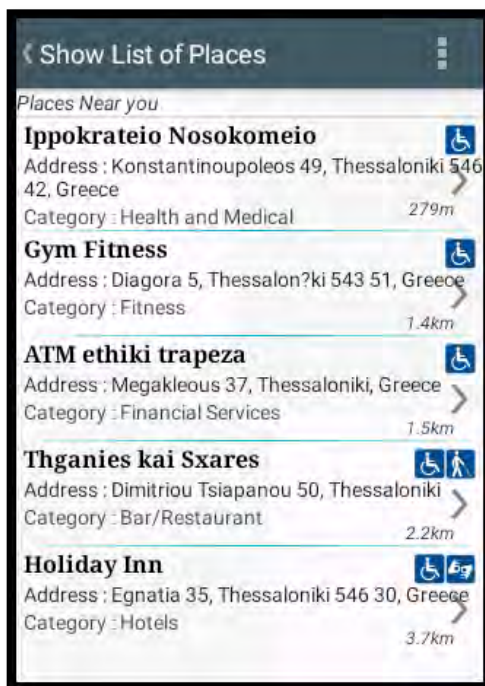 Show List of Places
Places Near you
Ippokrateio Nosokomeio
Address : Konstantinoupoleos 49, Thessaloniki 546
42, Greece
Category : Health and Medical
279m
Gym Fitness
Address : Diagora 5, Thessalon?ki 543 51, Greece
Category : Fitness
1.4km
ATM ethiki trapeza
Address : Megakleous 37, Thessaloniki, Greece
Category : Financial Services
1.5km
Thganies kai Sxares
Address : Dimitriou Tsiapanou 50, Thessaloniki
Category : Bar/Restaurant
2.2km
Holiday Inn
Address : Egnatia 35, Thessaloniki 546 30, Greece
Category : Hotels
3.7km